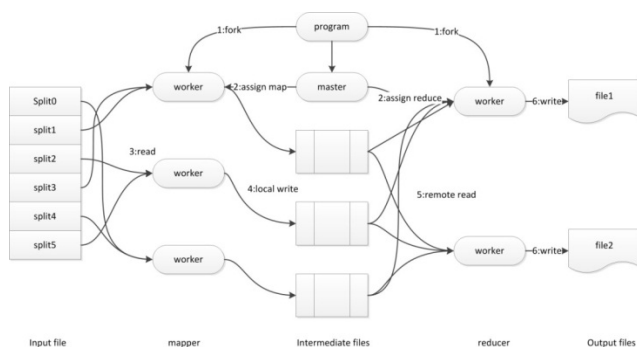 program
1:fork
1:fork
worker
2:assign map
master
2:assign reduce
worker
6:write
file1
Split0
split1
split2
split3
split4
split5
3:read
worker
4:local write
5:remote read
worker
worker
6:write
file2
Input file
mapper
Intermediate files
reducer
Output files